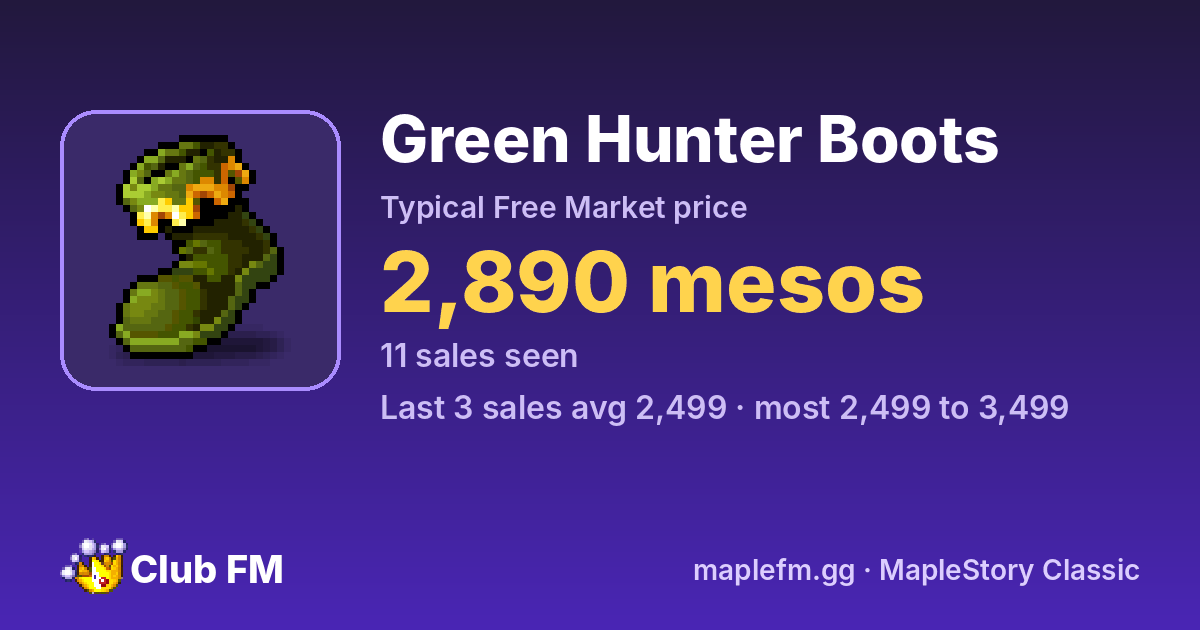 Green Hunter Boots
Typical Free Market price
2,890 mesos
11 sales seen
Last 3 sales avg 2,499 · most 2,499 to 3,499
Club FM
maplefm.gg · MapleStory Classic